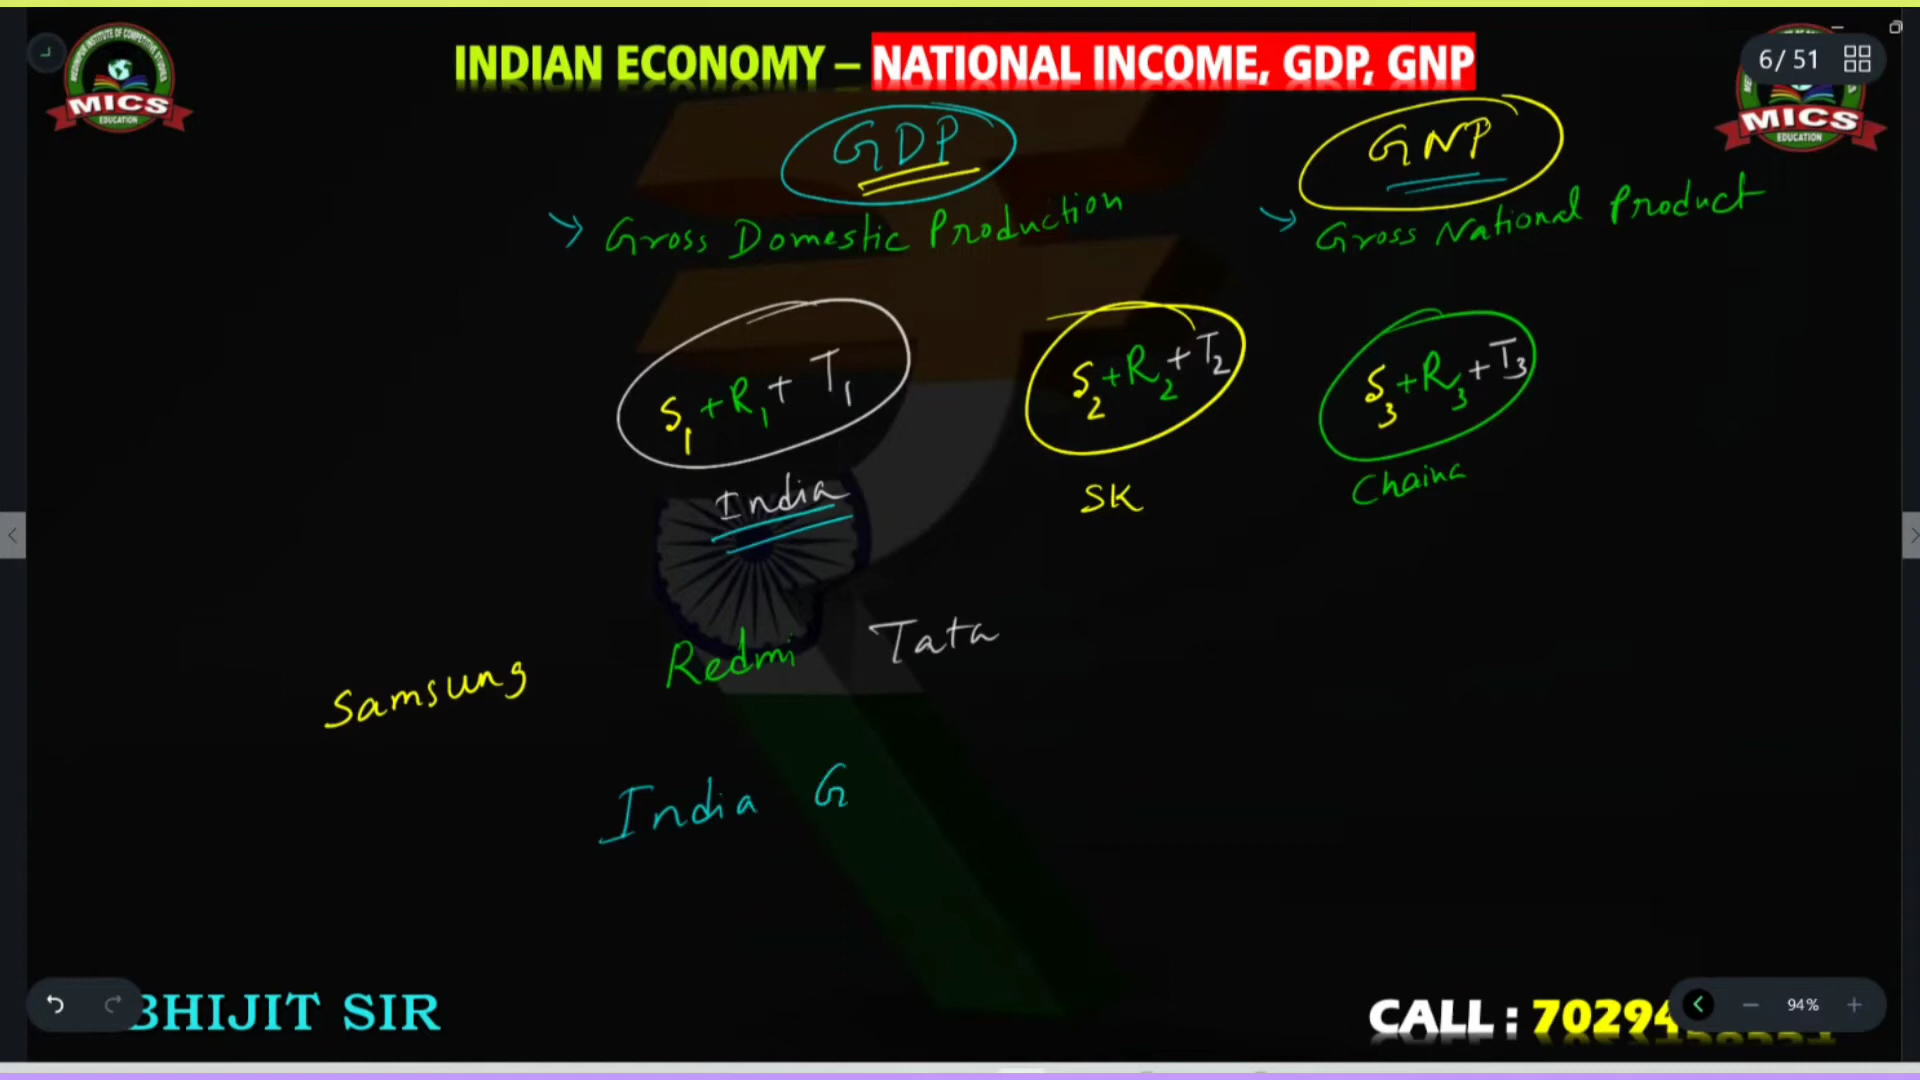 INDIAN ECONOMY – NATIONAL INCOME, GDP, GNP
6/51
MICS
EDUCATION
MICS
EDUCATION
GDP
GNP
Gross Domestic Production
Gross National Product
S1+R1+T1
S2+R2+T2
S3+R3+T3
India
SK
Chaina
Samsung
Redmi
Tata
India G
BHIJIT SIR
CALL : 70294
94%